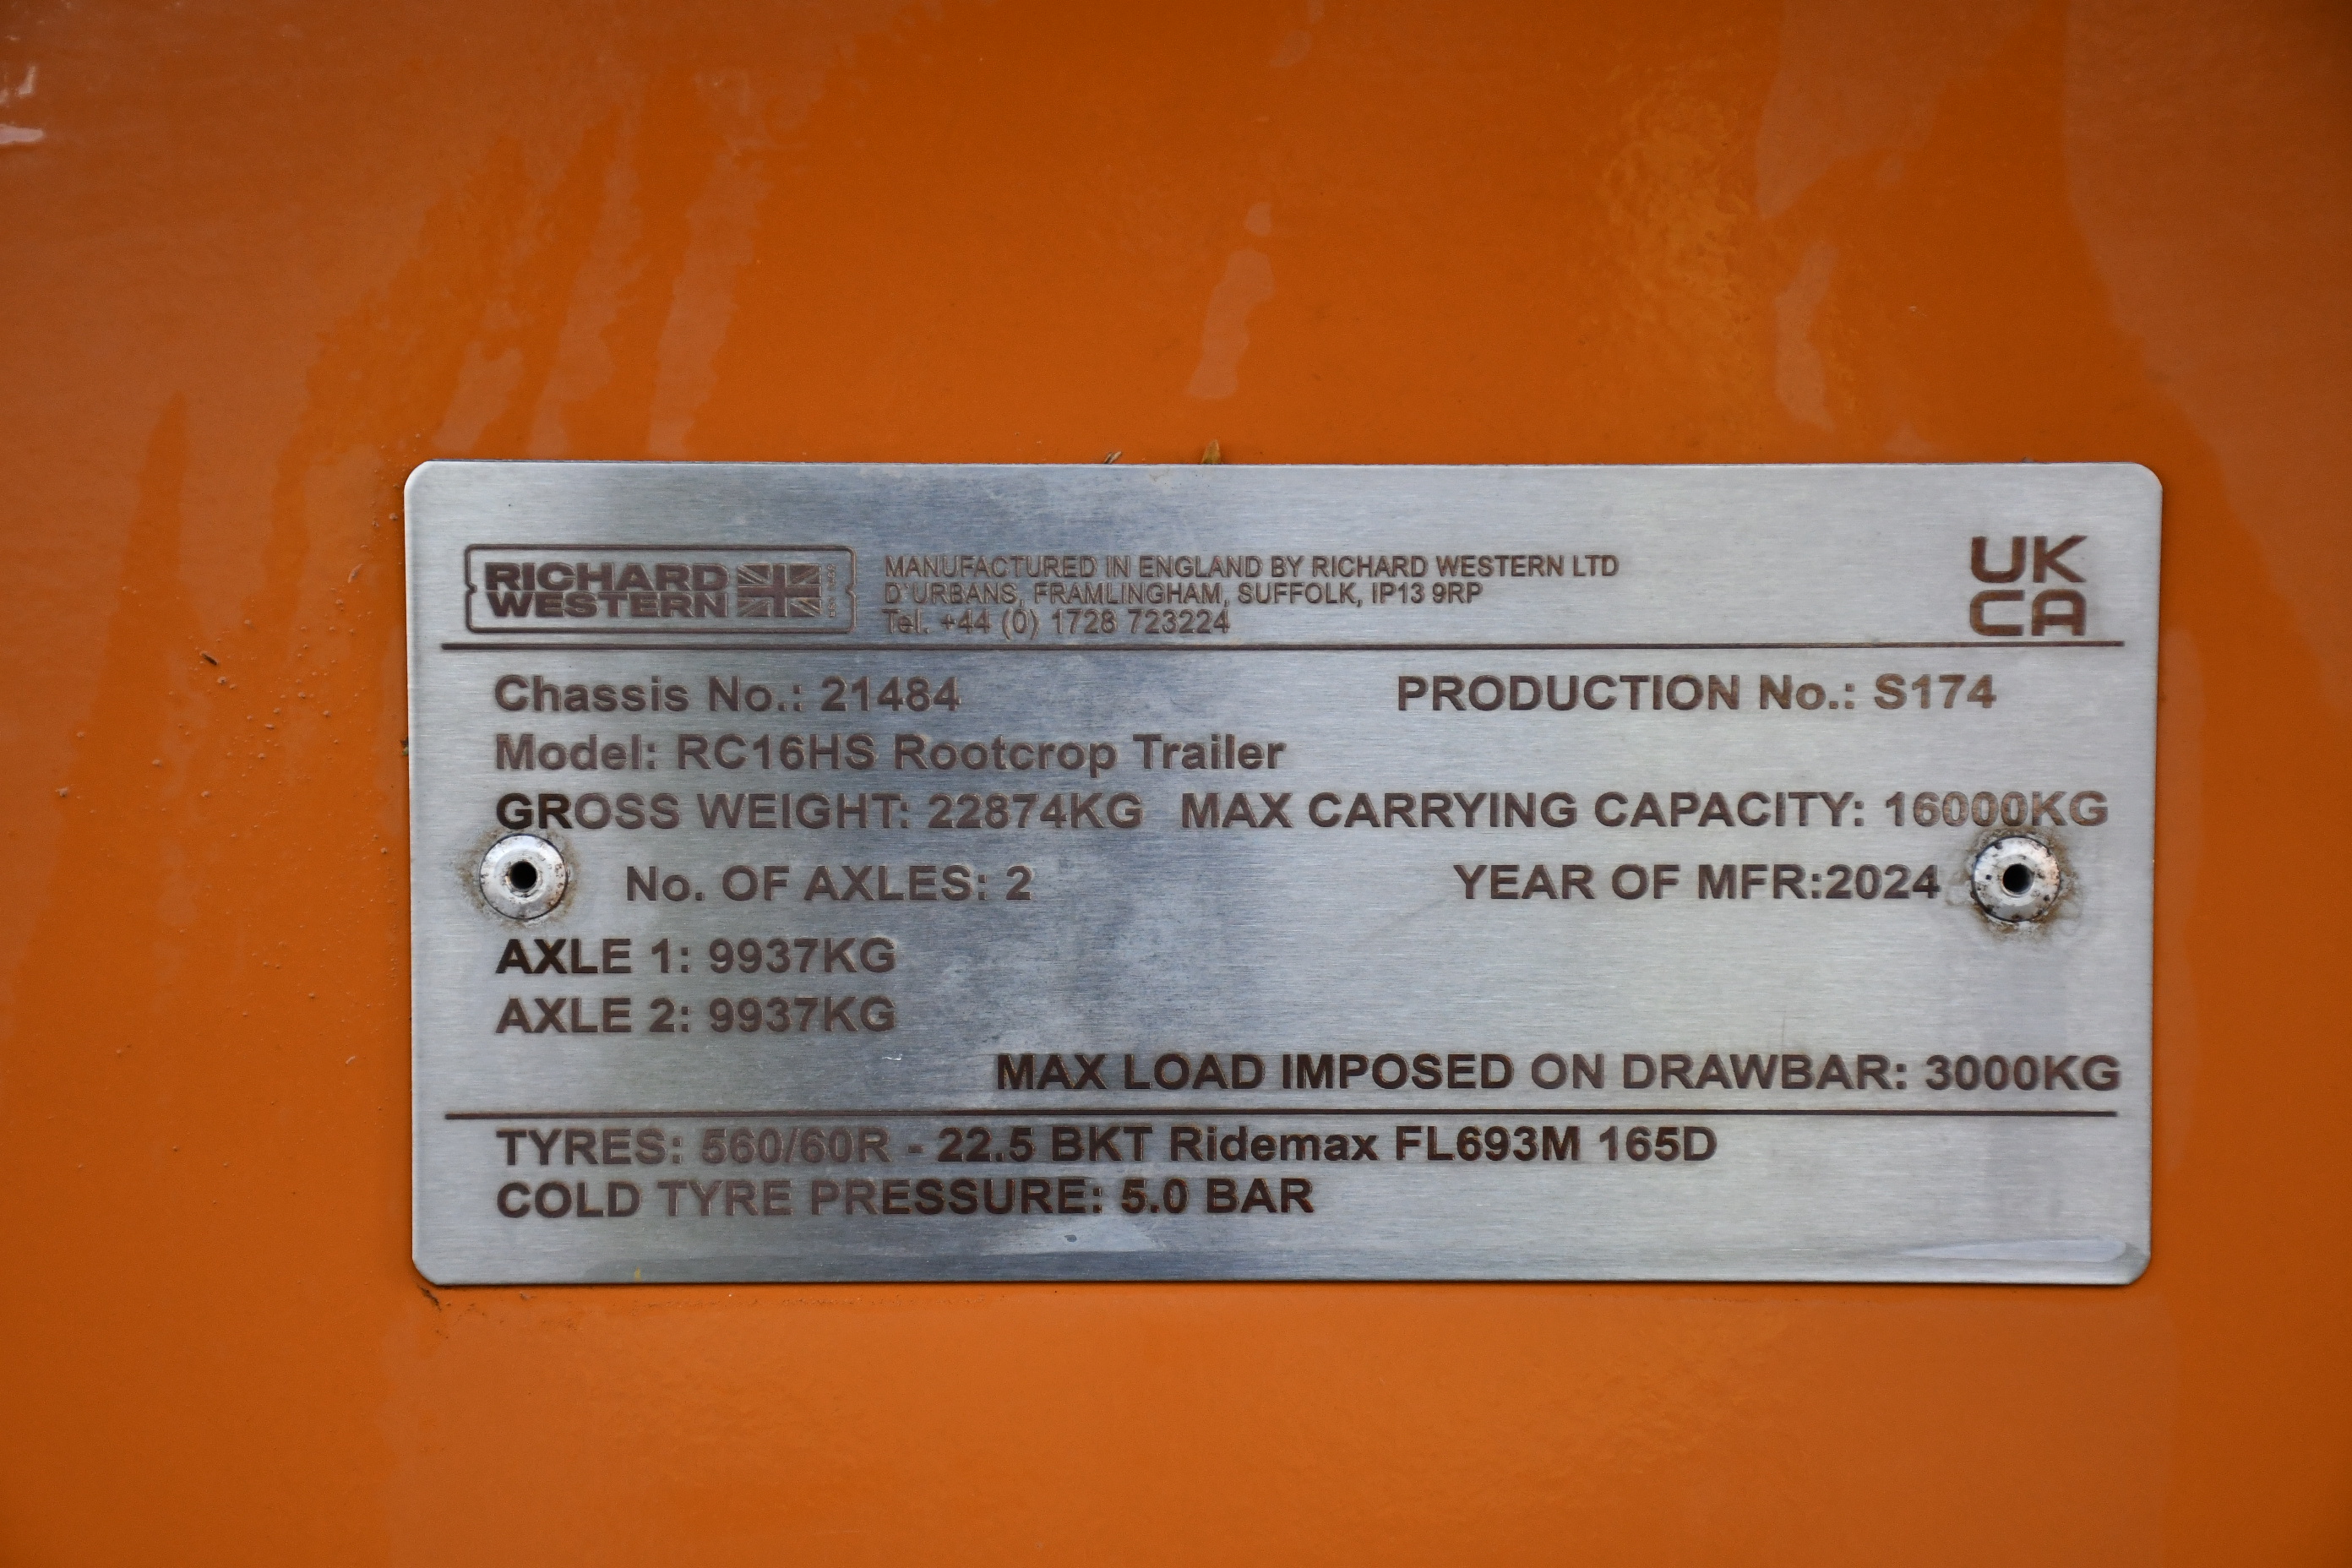 RICHARD
WESTERN
MANUFACTURED IN ENGLAND BY RICHARD WESTERN LTD
D'URBANS, FRAMLINGHAM, SUFFOLK, IP13 9RP
Tel. +44 (0) 1728 723224
UK
CA
Chassis No.: 21484 PRODUCTION No.: S174
Model: RC16HS Rootcrop Trailer
GROSS WEIGHT: 22874KG MAX CARRYING CAPACITY: 16000KG
No. OF AXLES: 2 YEAR OF MFR:2024
AXLE 1: 9937KG
AXLE 2: 9937KG
MAX LOAD IMPOSED ON DRAWBAR: 3000KG
TYRES: 560/60R - 22.5 BKT Ridemax FL693M 165D
COLD TYRE PRESSURE: 5.0 BAR